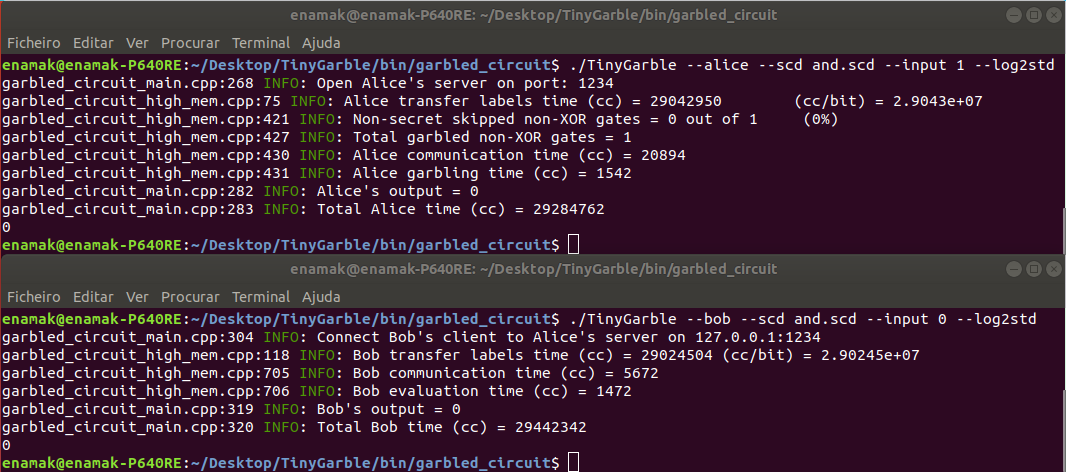 enamak@enamak-P640RE: ~/Desktop/TinyGarble/bin/garbled_circuit
Ficheiro Editar Ver Procurar Terminal Ajuda
enamak@enamak-P640RE:~/Desktop/TinyGarble/bin/garbled_circuit$ ./TinyGarble --alice --scd and.scd --input 1 --log2std
garbled_circuit_main.cpp:268 INFO: Open Alice's server on port: 1234
garbled_circuit_high_mem.cpp:75 INFO: Alice transfer labels time (cc) = 29042950 (cc/bit) = 2.9043e+07
garbled_circuit_high_mem.cpp:421 INFO: Non-secret skipped non-XOR gates = 0 out of 1 (0%)
garbled_circuit_high_mem.cpp:427 INFO: Total garbled non-XOR gates = 1
garbled_circuit_high_mem.cpp:430 INFO: Alice communication time (cc) = 20894
garbled_circuit_high_mem.cpp:431 INFO: Alice garbling time (cc) = 1542
garbled_circuit_main.cpp:282 INFO: Alice's output = 0
garbled_circuit_main.cpp:283 INFO: Total Alice time (cc) = 29284762
0
enamak@enamak-P640RE:~/Desktop/TinyGarble/bin/garbled_circuit$
enamak@enamak-P640RE: ~/Desktop/TinyGarble/bin/garbled_circuit
Ficheiro Editar Ver Procurar Terminal Ajuda
enamak@enamak-P640RE:~/Desktop/TinyGarble/bin/garbled_circuit$ ./TinyGarble --bob --scd and.scd --input 0 --log2std
garbled_circuit_main.cpp:304 INFO: Connect Bob's client to Alice's server on 127.0.0.1:1234
garbled_circuit_high_mem.cpp:118 INFO: Bob transfer labels time (cc) = 29024504 (cc/bit) = 2.90245e+07
garbled_circuit_high_mem.cpp:705 INFO: Bob communication time (cc) = 5672
garbled_circuit_high_mem.cpp:706 INFO: Bob evaluation time (cc) = 1472
garbled_circuit_main.cpp:319 INFO: Bob's output = 0
garbled_circuit_main.cpp:320 INFO: Total Bob time (cc) = 29442342
0
enamak@enamak-P640RE:~/Desktop/TinyGarble/bin/garbled_circuit$